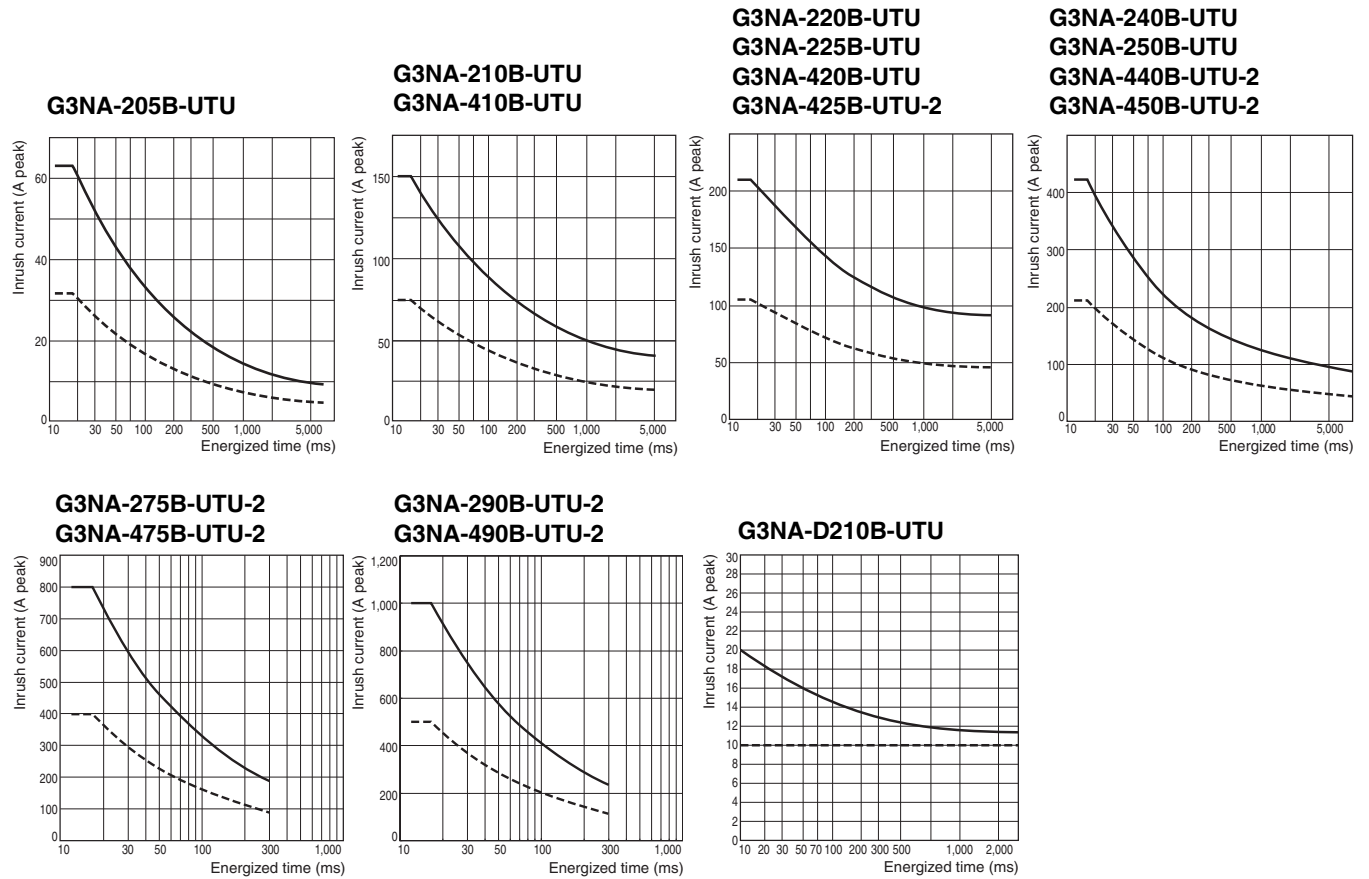 G3NA-205B-UTU
Inrush current (A peak)
60
40
20
0
10 30 50 100 200 500 1,000 5,000
Energized time (ms)
G3NA-210B-UTU
G3NA-410B-UTU
Inrush current (A peak)
150
100
50
0
10 30 50 100 200 500 1,000 5,000
Energized time (ms)
G3NA-220B-UTU
G3NA-225B-UTU
G3NA-420B-UTU
G3NA-425B-UTU-2
Inrush current (A peak)
200
150
100
50
0
10 30 50 100 200 500 1,000 5,000
Energized time (ms)
G3NA-240B-UTU
G3NA-250B-UTU
G3NA-440B-UTU-2
G3NA-450B-UTU-2
Inrush current (A peak)
400
300
200
100
0
10 30 50 100 200 500 1,000 5,000
Energized time (ms)
G3NA-275B-UTU-2
G3NA-475B-UTU-2
Inrush current (A peak)
900
800
700
600
500
400
300
200
100
0
10 30 50 100 300 1,000
Energized time (ms)
G3NA-290B-UTU-2
G3NA-490B-UTU-2
Inrush current (A peak)
1,200
1,000
800
600
400
200
0
10 30 50 100 300 1,000
Energized time (ms)
G3NA-D210B-UTU
Inrush current (A peak)
30
28
26
24
22
20
18
16
14
12
10
8
6
4
2
0
10 20 30 50 70 100 200 300 500 1,000 2,000
Energized time (ms)